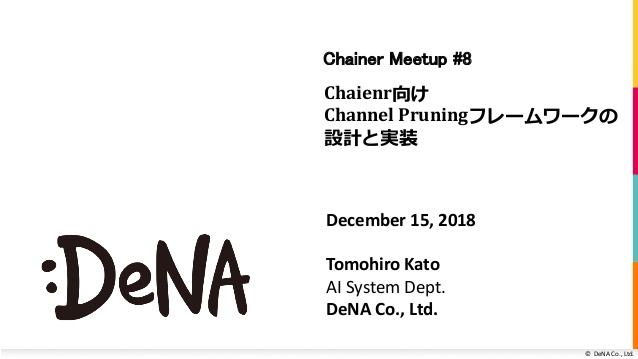 Chainer Meetup #8
Chaienr向け
Channel Pruningフレームワークの
設計と実装
December 15, 2018
Tomohiro Kato
AI System Dept.
DeNA Co., Ltd.
:DeNA
© DeNA Co., Ltd.